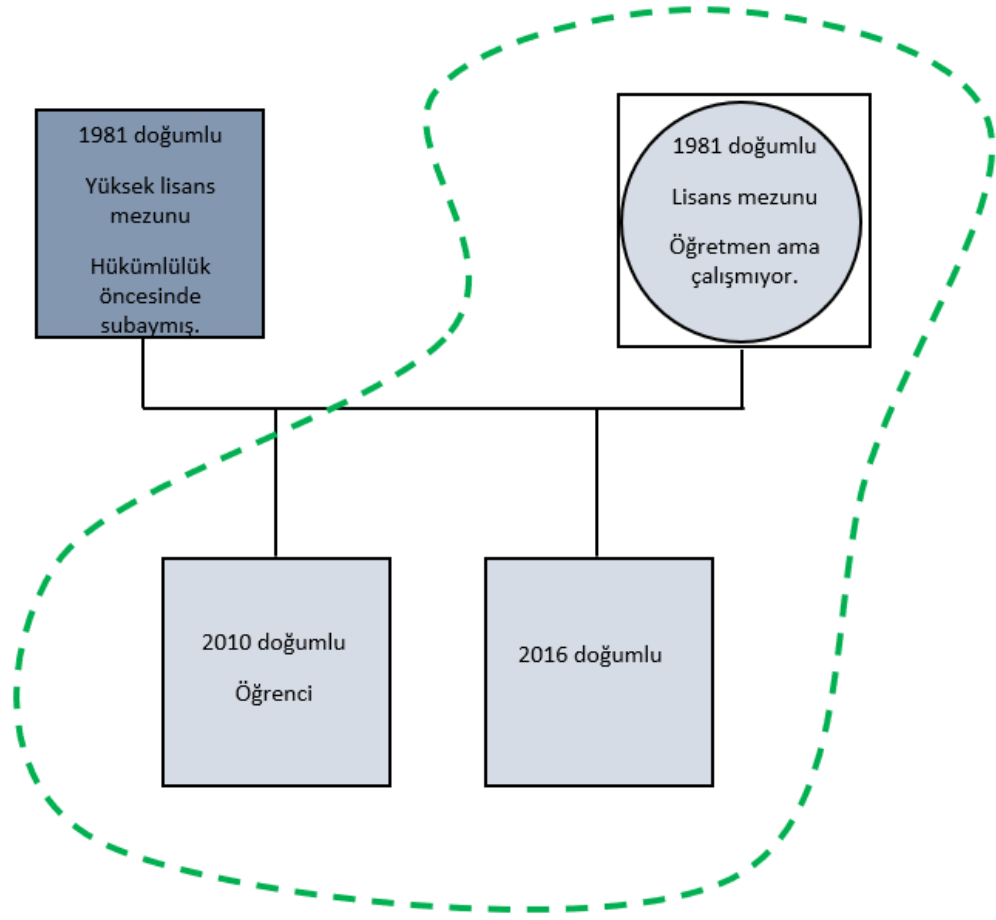 1981 doğumlu
Yüksek lisans
mezunu
Hükümlülük
öncesinde
subaymış.
1981 doğumlu
Lisans mezunu
Öğretmen ama
çalışmıyor.
2010 doğumlu
Öğrenci
2016 doğumlu